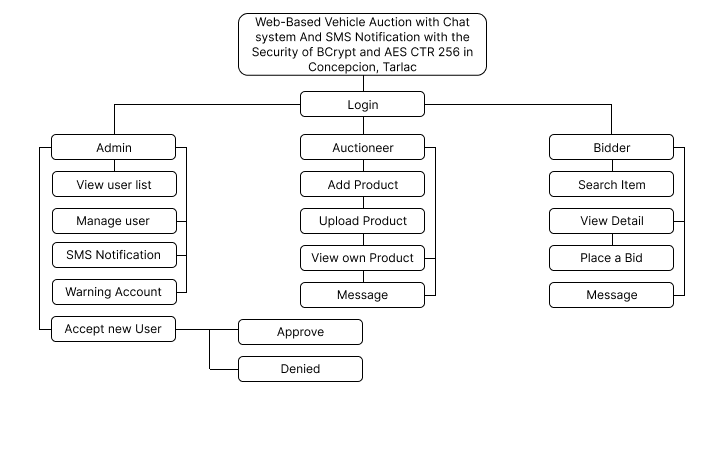 Web-Based Vehicle Auction with Chat
system And SMS Notification with the
Security of BCrypt and AES CTR 256 in
Concepcion, Tarlac
Login
Admin
View user list
Manage user
SMS Notification
Warning Account
Accept new User
Approve
Denied
Auctioneer
Add Product
Upload Product
View own Product
Message
Bidder
Search Item
View Detail
Place a Bid
Message